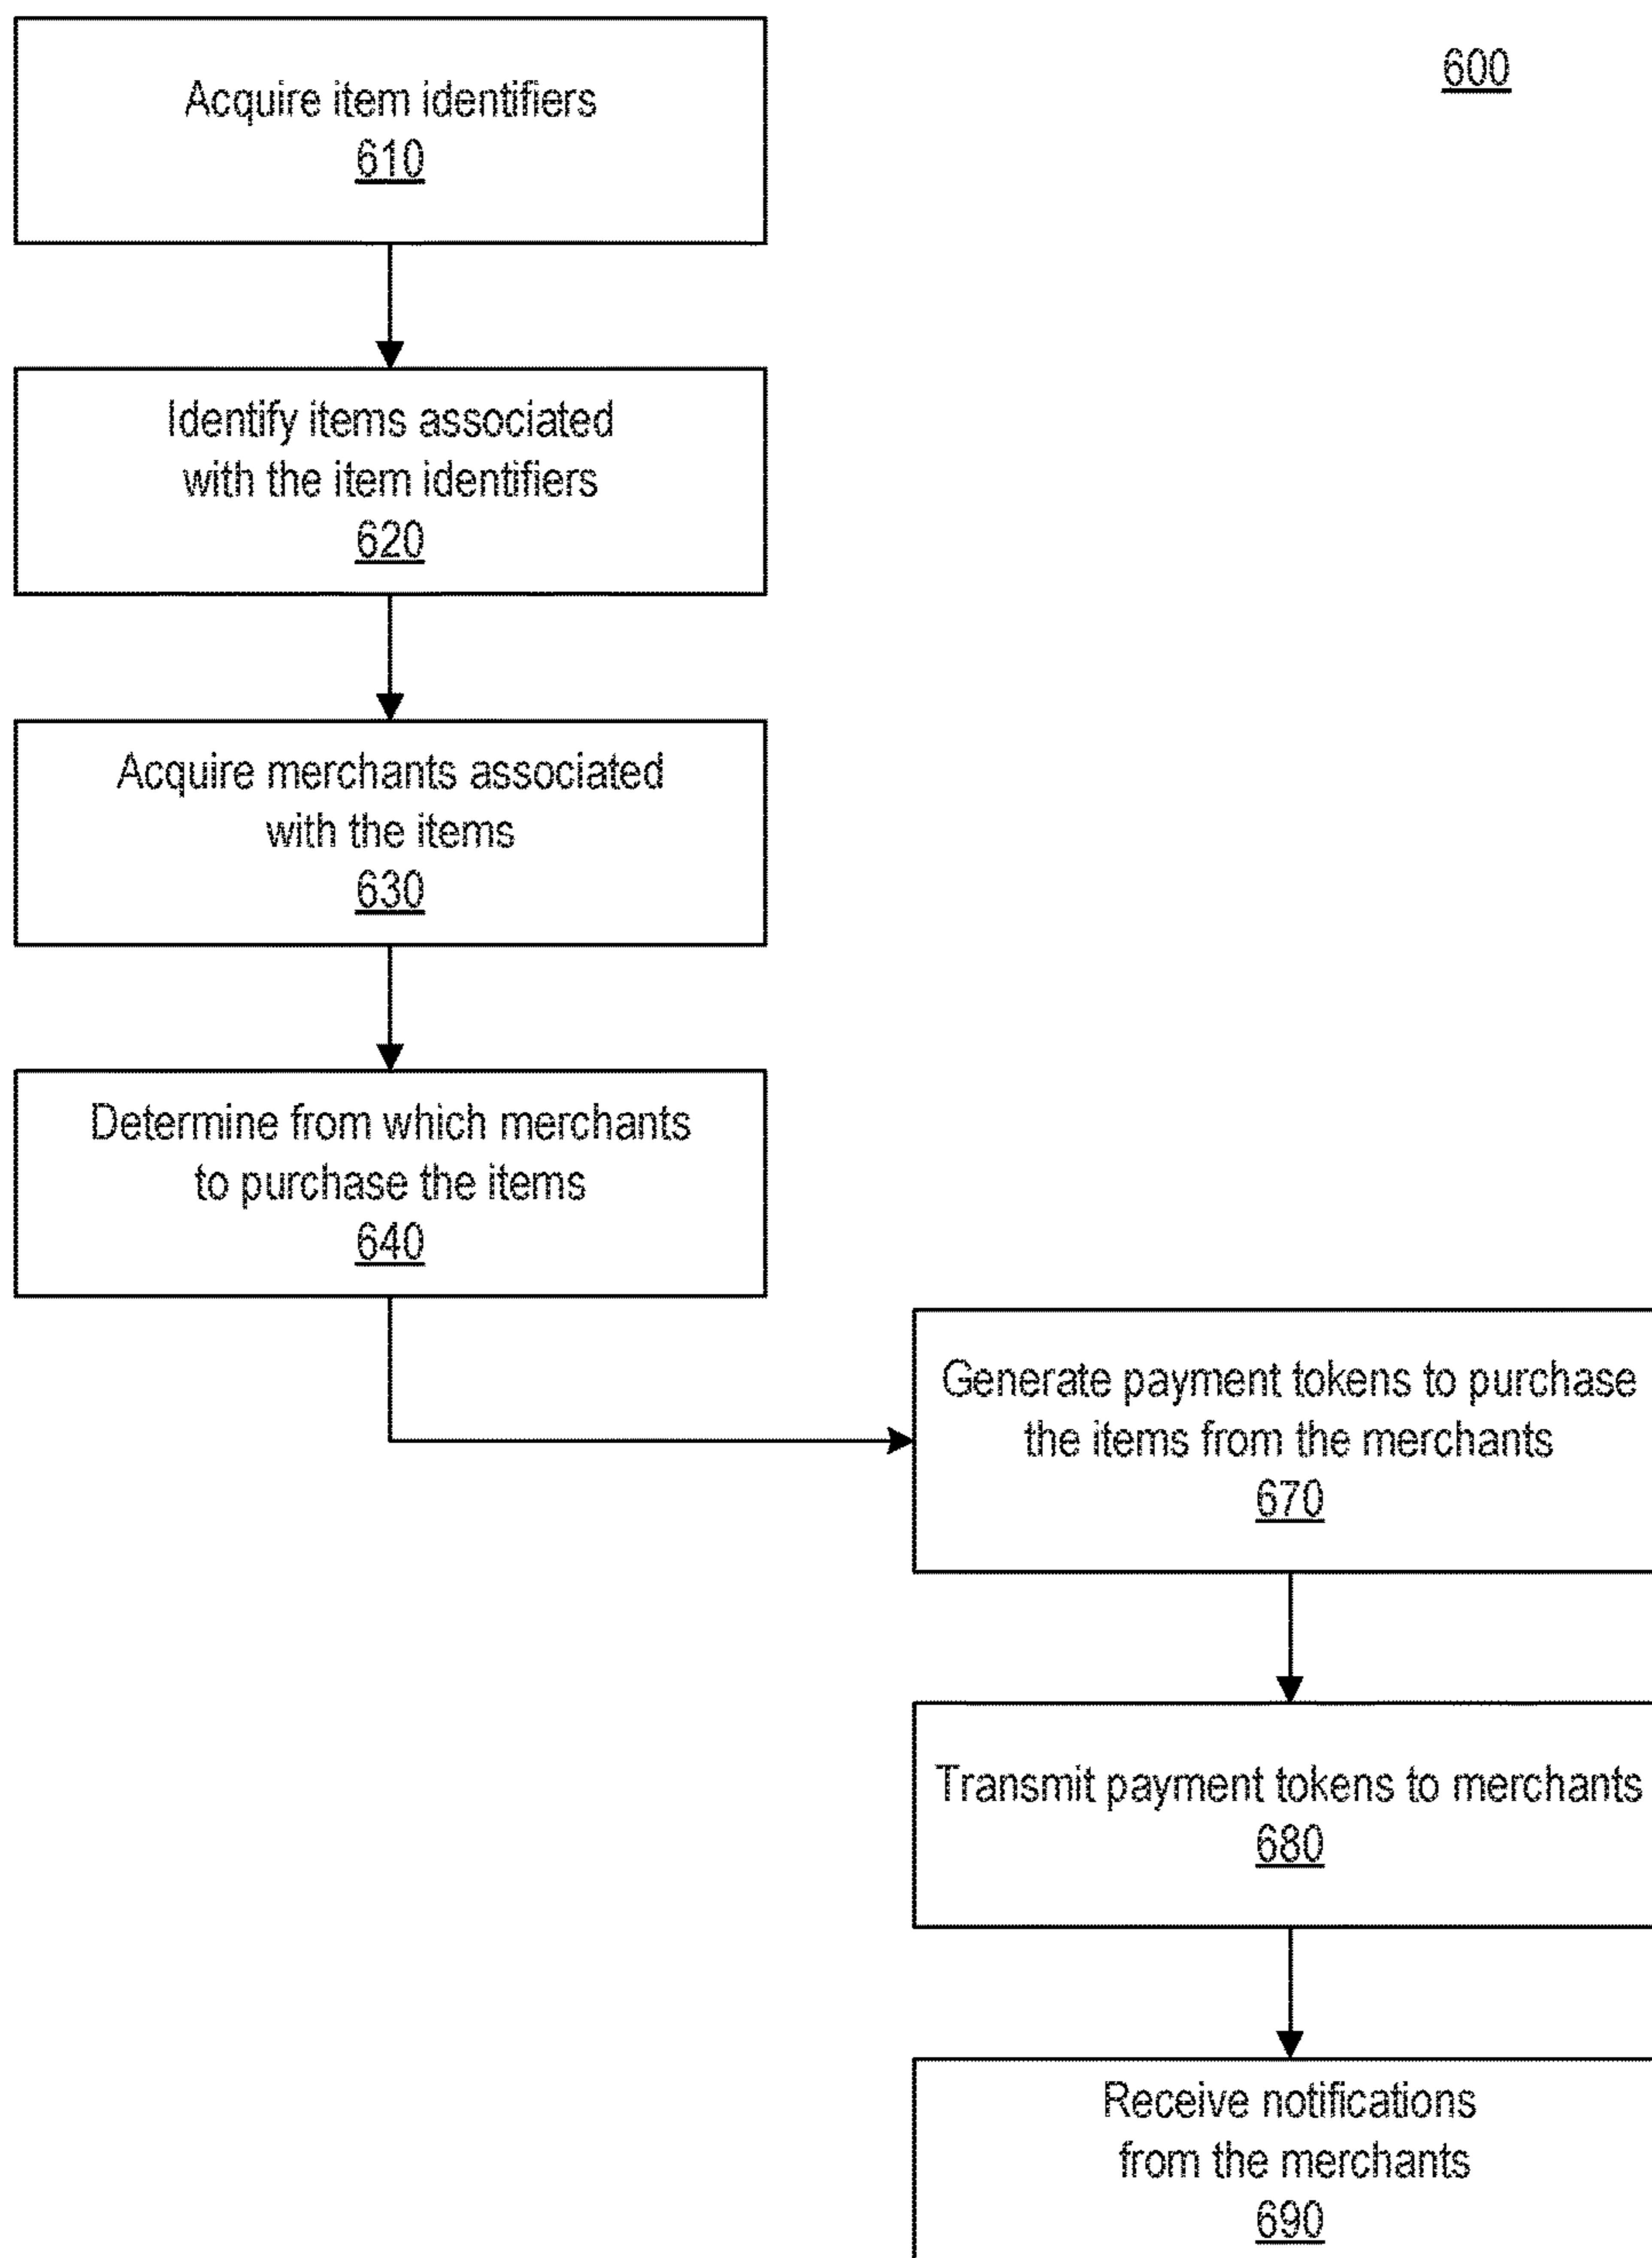 600
Acquire item identifiers
610
Identify items associated
with the item identifiers
620
Acquire merchants associated
with the items
630
Determine from which merchants
to purchase the items
640
Generate payment tokens to purchase
the items from the merchants
670
Transmit payment tokens to merchants
680
Receive notifications
from the merchants
690